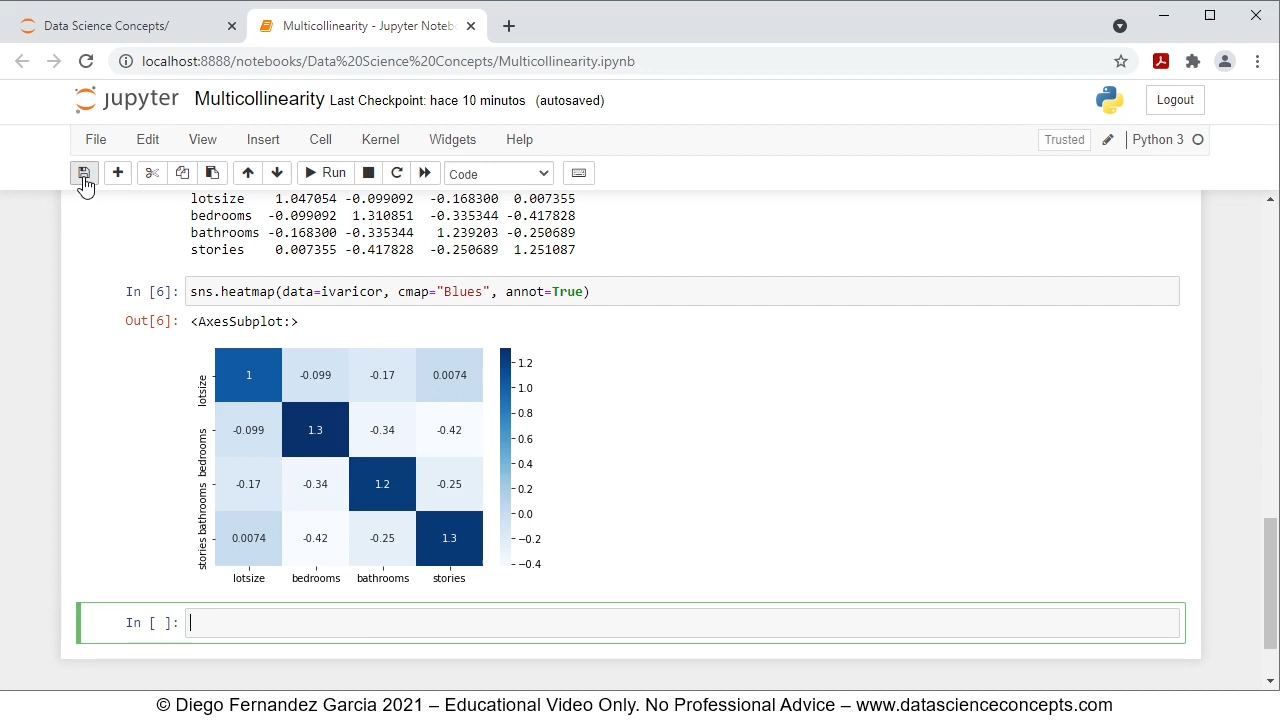 Data Science Concepts/
Multicollinearity - Jupyter Noteb
localhost:8888/notebooks/Data%20Science%20Concepts/Multicollinearity.ipynb
jupyter Multicollinearity Last Checkpoint: hace 10 minutos (autosaved)
Logout
File Edit View Insert Cell Kernel Widgets Help
Trusted Python 3
Run Code
lotsize 1.047054 -0.099092 -0.168300 0.007355
bedrooms -0.099092 1.310851 -0.335344 -0.417828
bathrooms -0.168300 -0.335344 1.239203 -0.250689
stories 0.007355 -0.417828 -0.250689 1.251087
In [6]: sns.heatmap(data=ivaricor, cmap="Blues", annot=True)
Out[6]: <AxesSubplot:>
lotsize 1 -0.099 -0.17 0.0074
bedrooms -0.099 1.3 -0.34 -0.42
bathrooms -0.17 -0.34 1.2 -0.25
stories 0.0074 -0.42 -0.25 1.3
lotsize bedrooms bathrooms stories
1.2
1.0
0.8
0.6
0.4
0.2
0.0
−0.2
−0.4
In [ ]:
© Diego Fernandez Garcia 2021 – Educational Video Only. No Professional Advice – www.datascienceconcepts.com